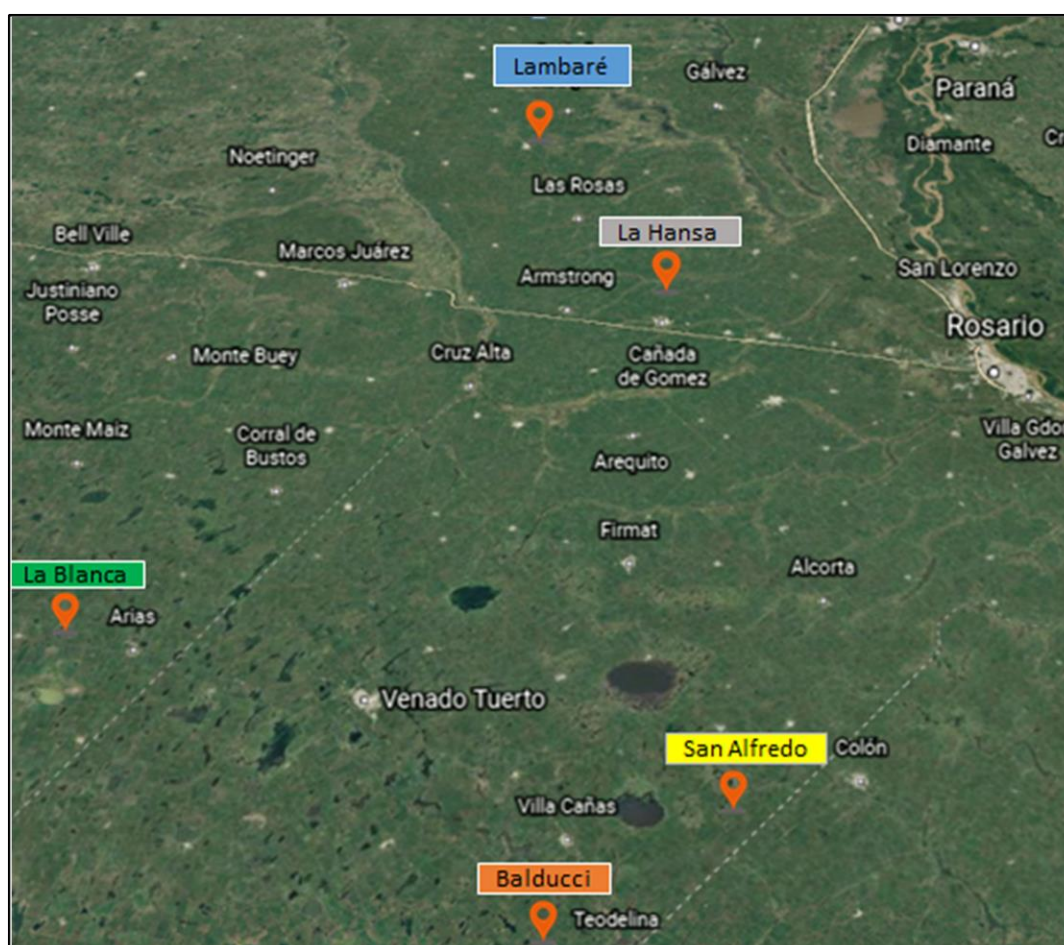 Lambaré
Gálvez
Paraná
Diamante
Noetinger
Las Rosas
Bell Ville
La Hansa
Marcos Juárez
Armstrong
San Lorenzo
Justiniano
Posse
Rosario
Monte Buey
Cruz Alta
Cañada
de Gomez
Monte Maiz
Corral de
Bustos
Villa Gdor
Galvez
Arequito
Firmat
Alcorta
La Blanca
Arias
Venado Tuerto
San Alfredo
Colón
Villa Cañas
Balducci
Teodelina